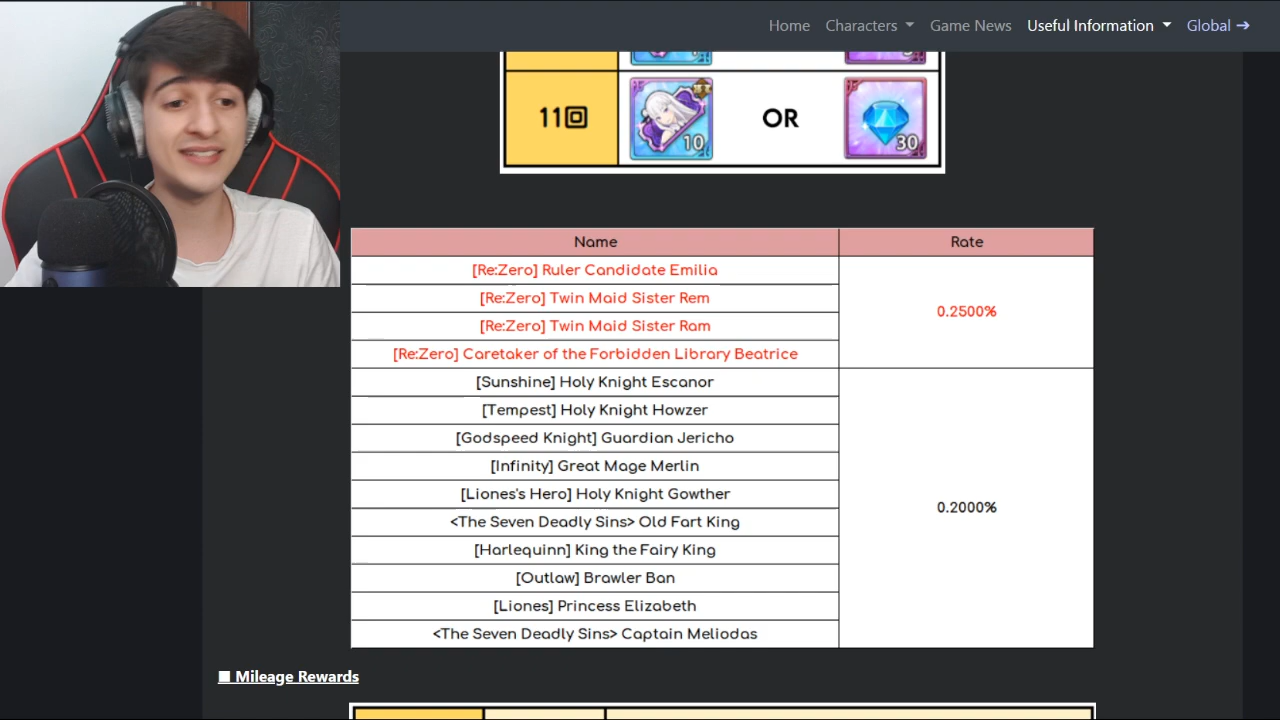 Home Characters Game News Useful Information Global →
11回 10 OR 30
Name Rate
[Re:Zero] Ruler Candidate Emilia
[Re:Zero] Twin Maid Sister Rem
0.2500%
[Re:Zero] Twin Maid Sister Ram
[Re:Zero] Caretaker of the Forbidden Library Beatrice
[Sunshine] Holy Knight Escanor
[Tempest] Holy Knight Howzer
[Godspeed Knight] Guardian Jericho
[Infinity] Great Mage Merlin
[Liones's Hero] Holy Knight Gowther
0.2000%
<The Seven Deadly Sins> Old Fart King
[Harlequinn] King the Fairy King
[Outlaw] Brawler Ban
[Liones] Princess Elizabeth
<The Seven Deadly Sins> Captain Meliodas
■ Mileage Rewards